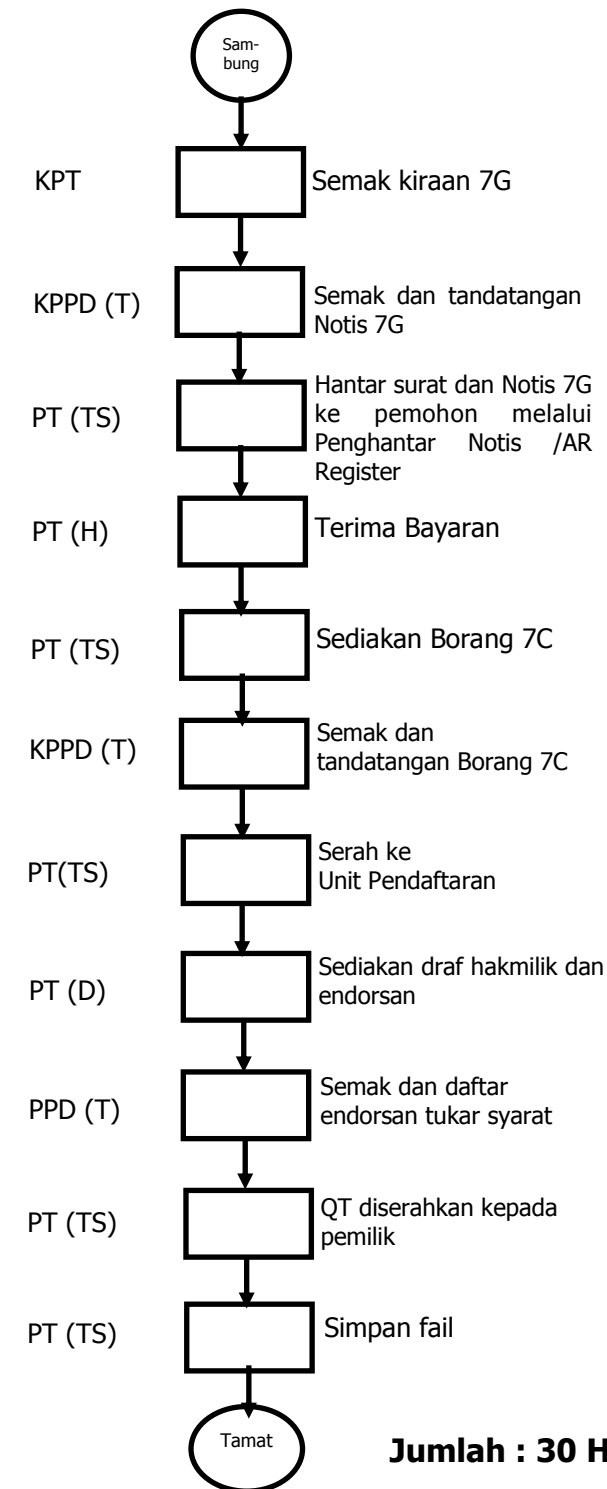 Sam-
bung
KPT
Semak kiraan 7G
KPPD (T)
Semak dan tandatangan
Notis 7G
PT (TS)
Hantar surat dan Notis 7G
ke pemohon melalui
Penghantar Notis /AR
Register
PT (H)
Terima Bayaran
PT (TS)
Sediakan Borang 7C
KPPD (T)
Semak dan
tandatangan Borang 7C
PT(TS)
Serah ke
Unit Pendaftaran
PT (D)
Sediakan draf hakmilik dan
endorsan
PPD (T)
Semak dan daftar
endorsan tukar syarat
PT (TS)
QT diserahkan kepada
pemilik
PT (TS)
Simpan fail
Tamat
Jumlah : 30 H